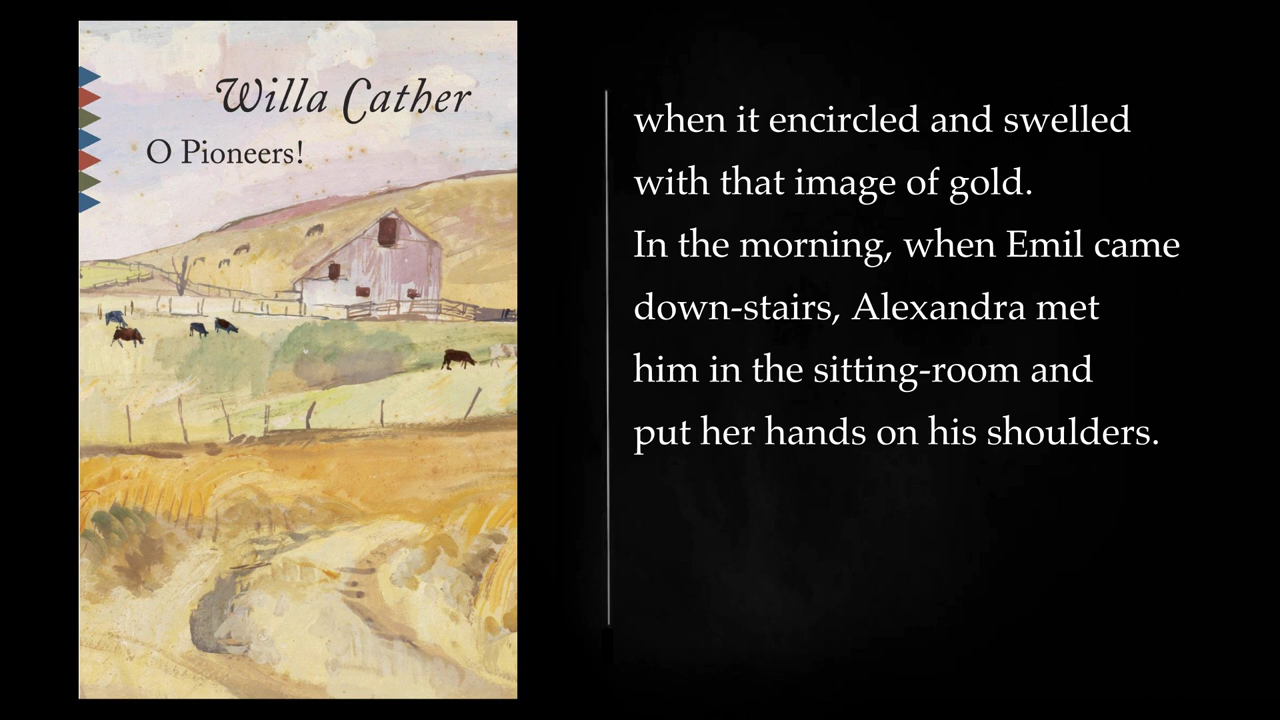 Willa Cather
O Pioneers!
when it encircled and swelled
with that image of gold.
In the morning, when Emil came
down-stairs, Alexandra met
him in the sitting-room and
put her hands on his shoulders.